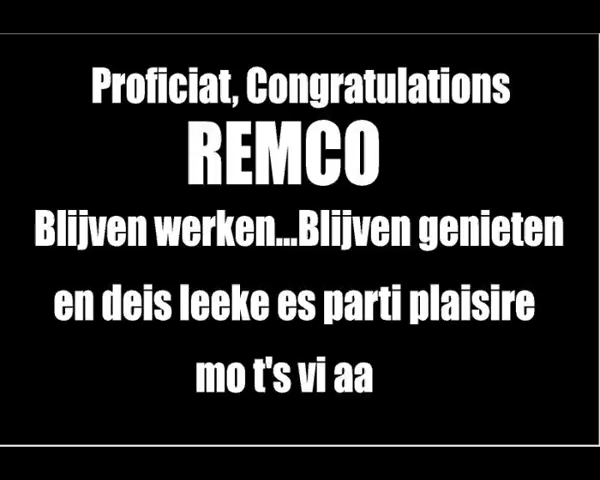 Proficiat, Congratulations
REMCO
Blijven werken...Blijven genieten
en deis leeke es parti plaisire
mo t's vi aa